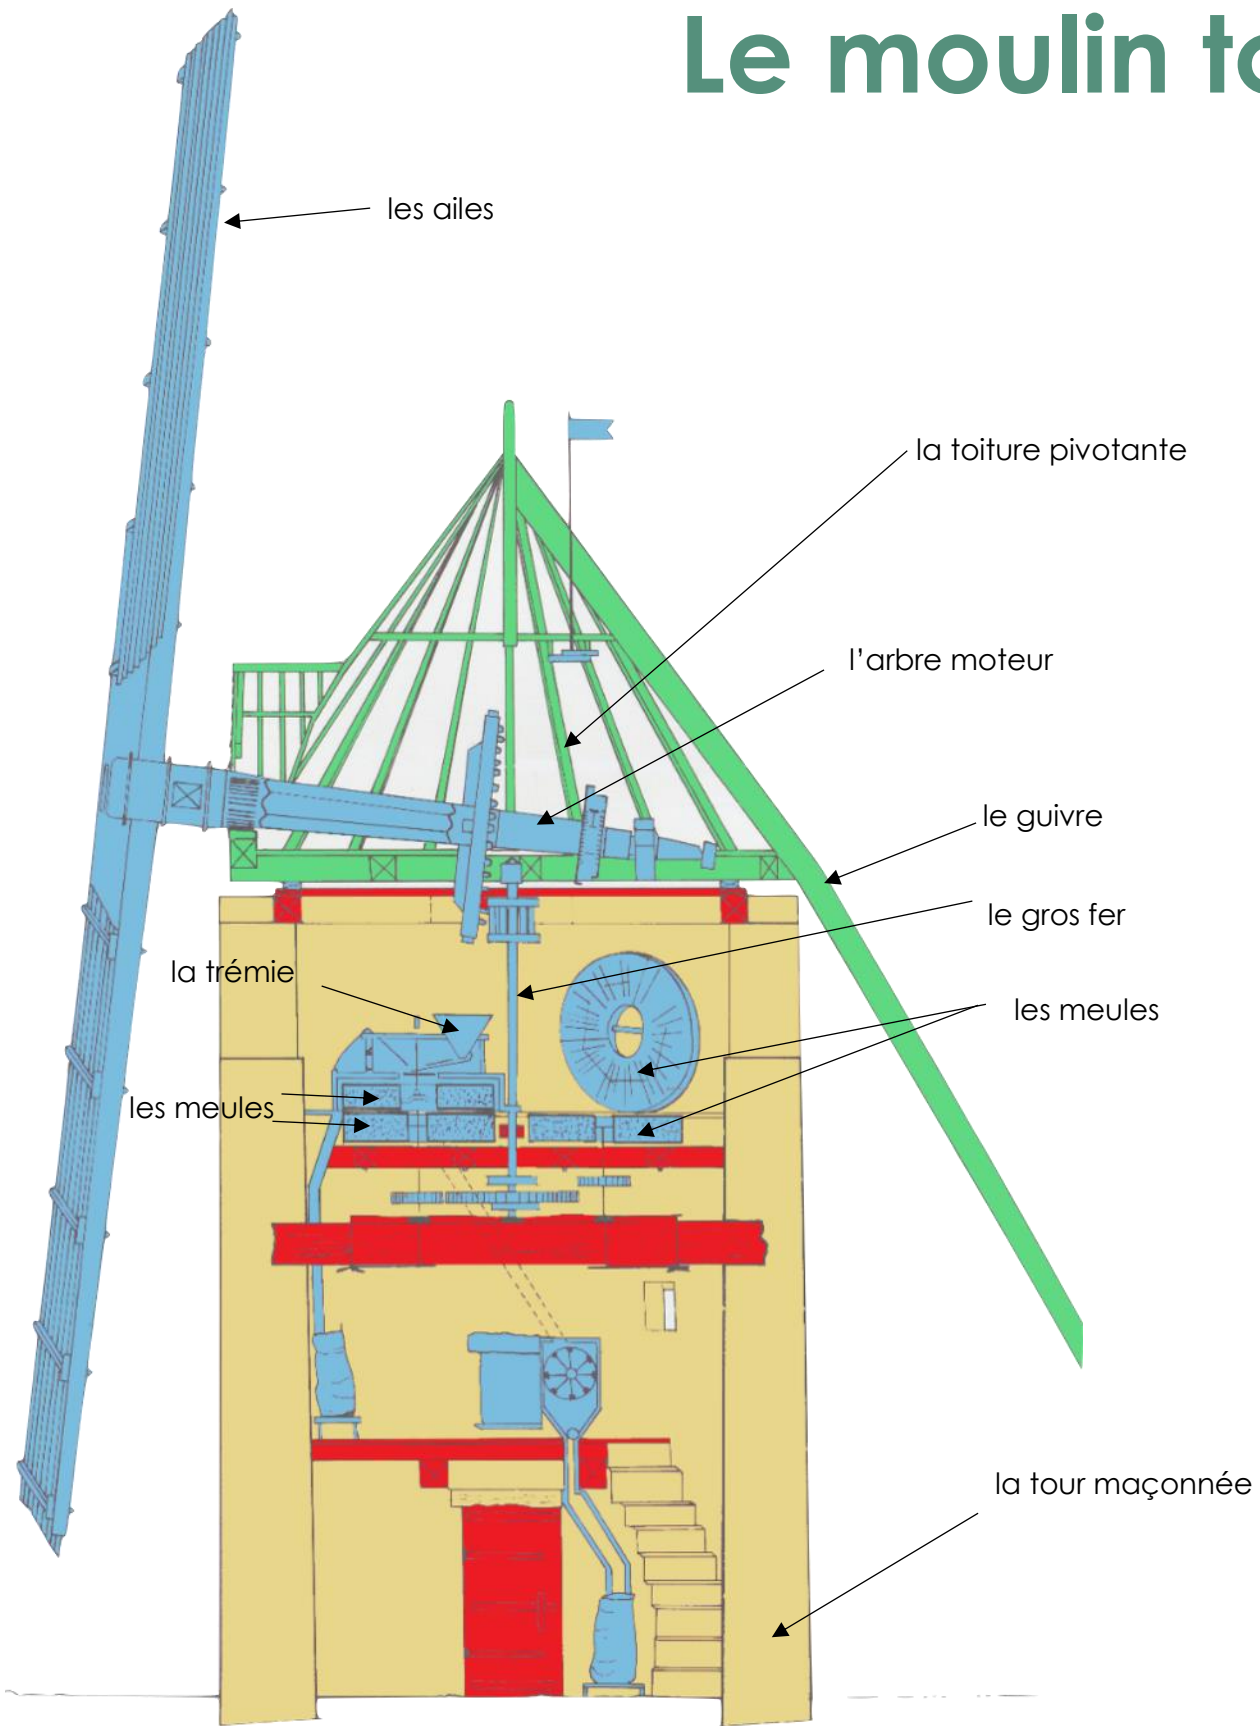 Le moulin
les ailes
la toiture pivotante
l'arbre moteur
le guivre
le gros fer
la trémie
les meules
les meules
la tour maçonnée